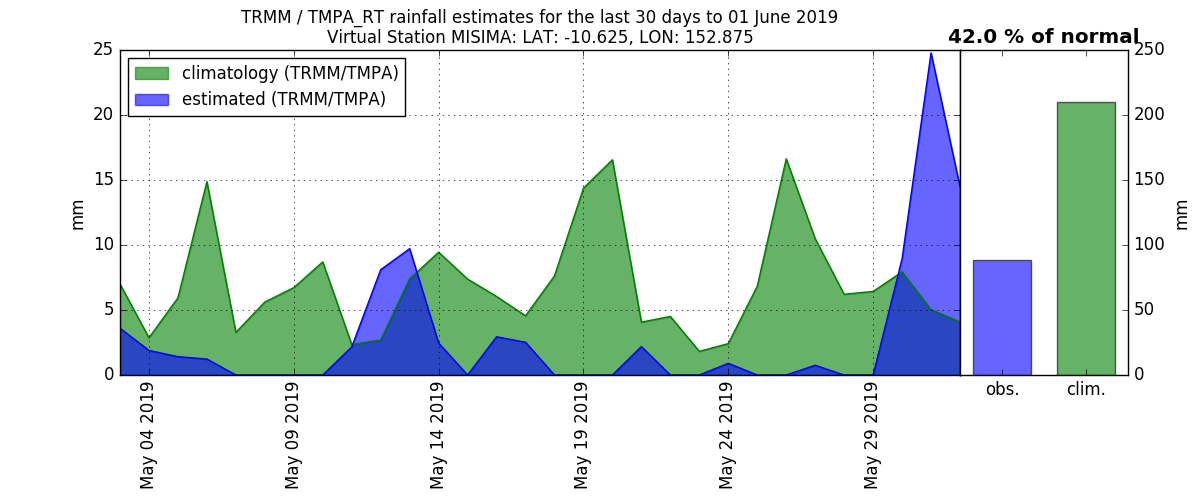 TRMM / TMPA_RT rainfall estimates for the last 30 days to 01 June 2019
Virtual Station MISIMA: LAT: -10.625, LON: 152.875
42.0 % of normal
climatology (TRMM/TMPA)
estimated (TRMM/TMPA)
25
20
15
10
5
0
mm
May 04 2019
May 09 2019
May 14 2019
May 19 2019
May 24 2019
May 29 2019
250
200
150
100
50
0
mm
obs.
clim.